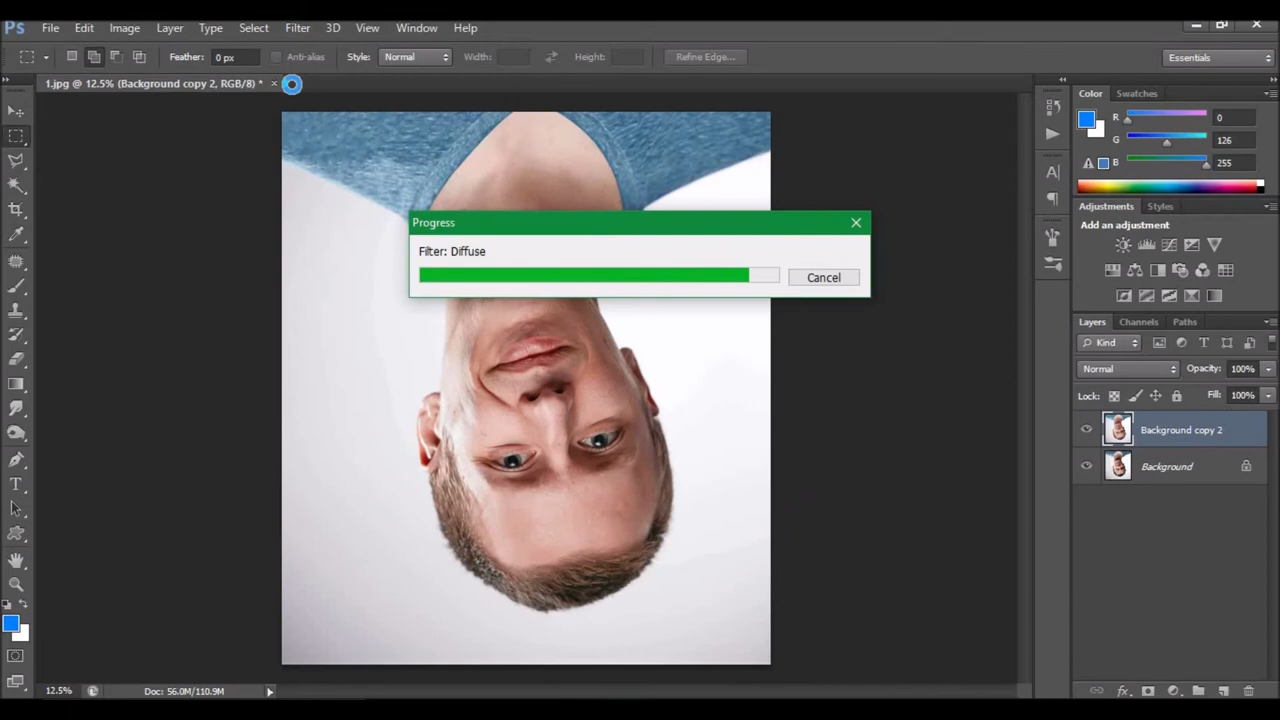 Ps File Edit Image Layer Type Select Filter 3D View Window Help
Feather: 0 px Anti-alias Style: Normal Width: Height: Refine Edge... Essentials
1.jpg @ 12.5% (Background copy 2, RGB/8) * ×
Color Swatches
R 0
G 126
B 255
Adjustments Styles
Add an adjustment
Progress
Filter: Diffuse
Cancel
Layers Channels Paths
Kind
Normal Opacity: 100%
Lock: Fill: 100%
Background copy 2
Background
12.5% Doc: 56.0M/110.9M